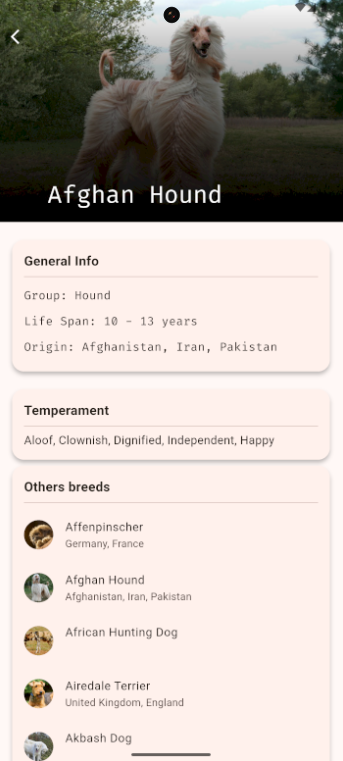 Afghan Hound
General Info
Group: Hound
Life Span: 10 - 13 years
Origin: Afghanistan, Iran, Pakistan
Temperament
Aloof, Clownish, Dignified, Independent, Happy
Others breeds
Affenpinscher
Germany, France
Afghan Hound
Afghanistan, Iran, Pakistan
African Hunting Dog
Airedale Terrier
United Kingdom, England
Akbash Dog